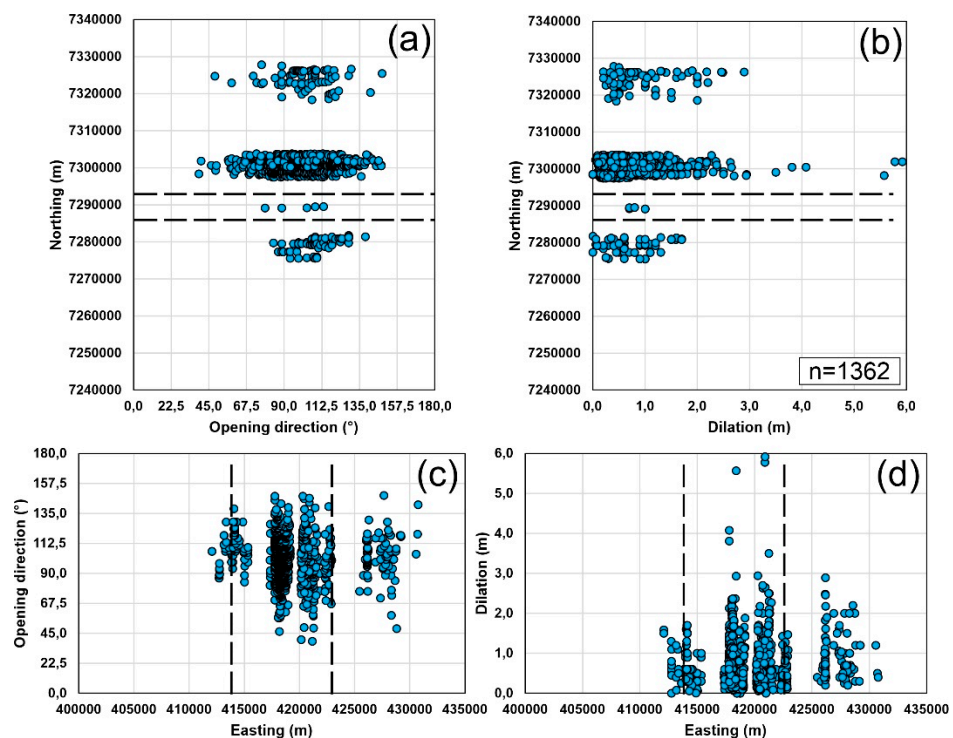 (a)
7340000
7330000
7320000
7310000
7300000
7290000
7280000
7270000
7260000
7250000
7240000
Northing (m)
0,0 22,5 45,0 67,5 90,0 112,5 135,0 157,5 180,0
Opening direction (°)
(b)
7340000
7330000
7320000
7310000
7300000
7290000
7280000
7270000
7260000
7250000
7240000
Northing (m)
n=1362
0,0 1,0 2,0 3,0 4,0 5,0 6,0
Dilation (m)
(c)
180,0
157,5
135,0
112,5
90,0
67,5
45,0
22,5
0,0
Opening direction (°)
400000 405000 410000 415000 420000 425000 430000 435000
Easting (m)
(d)
6,0
5,0
4,0
3,0
2,0
1,0
0,0
Dilation (m)
400000 405000 410000 415000 420000 425000 430000 435000
Easting (m)